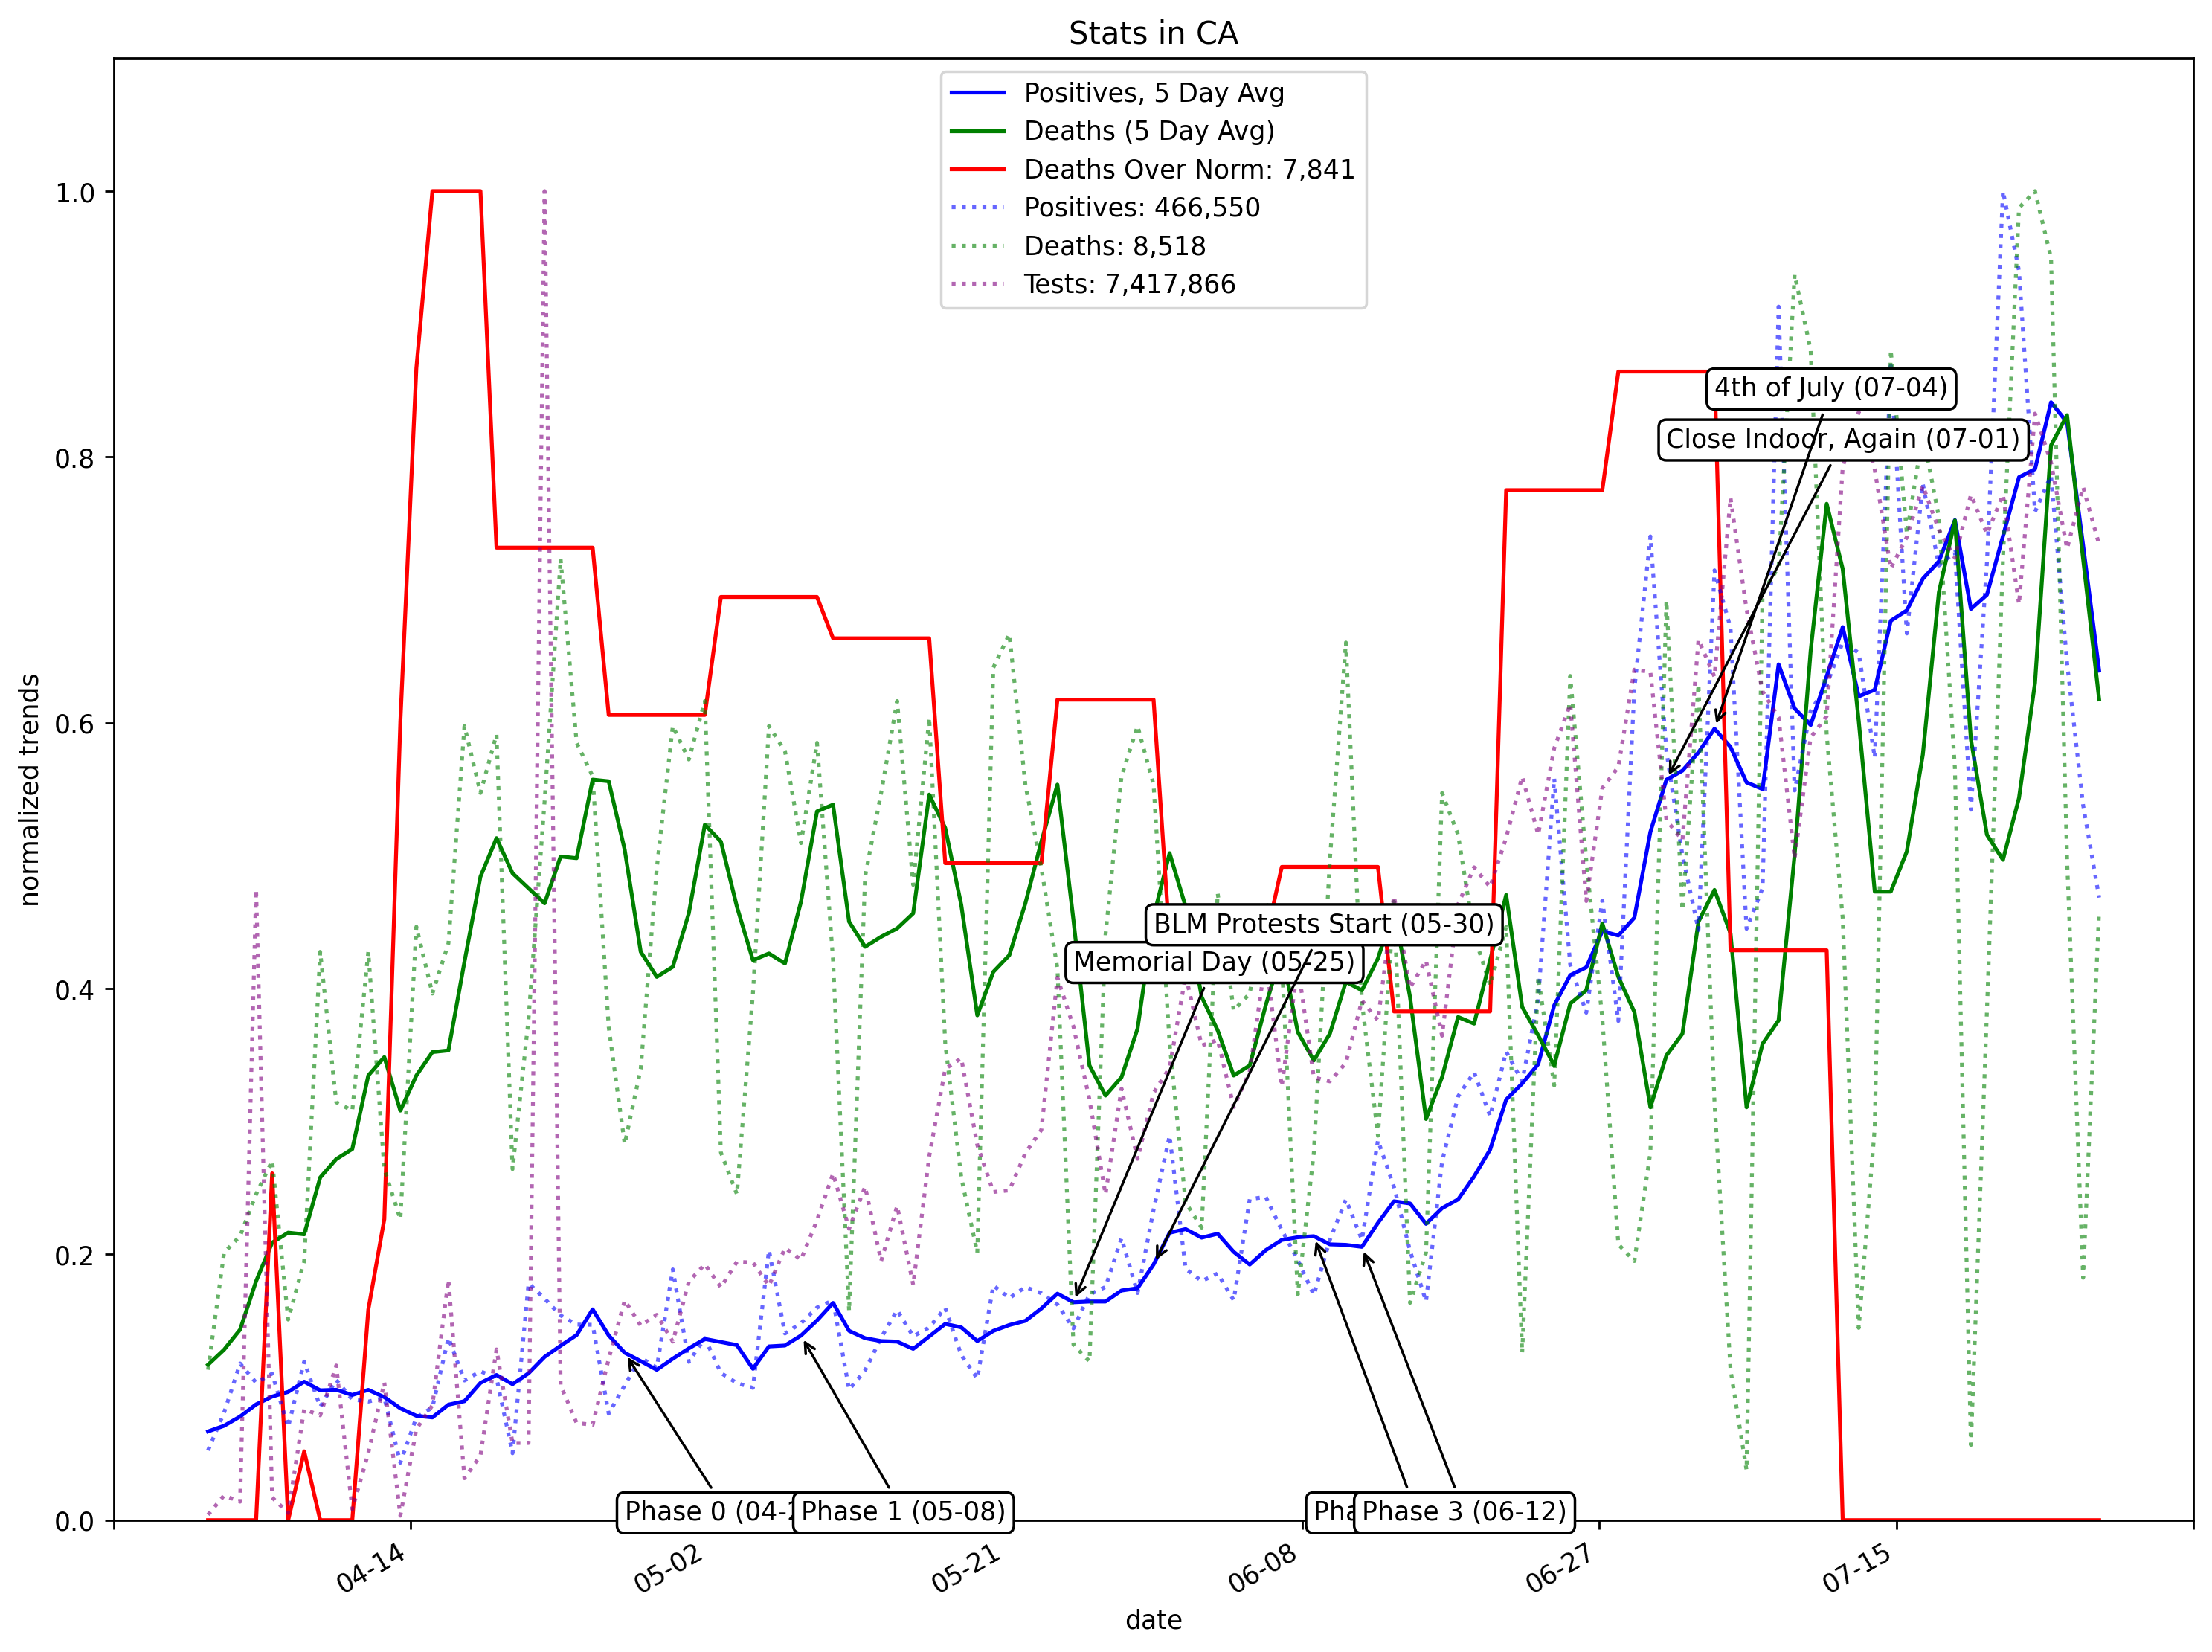 Stats in CA
Positives, 5 Day Avg
Deaths (5 Day Avg)
Deaths Over Norm: 7,841
Positives: 466,550
Deaths: 8,518
Tests: 7,417,866
normalized trends
1.0
0.8
0.6
0.4
0.2
0.0
4th of July (07-04)
Close Indoor, Again (07-01)
BLM Protests Start (05-30)
Memorial Day (05-25)
Phase 0 (04-
Phase 1 (05-08)
Phase 3 (06-12)
04-14
05-02
05-21
06-08
06-27
07-15
date